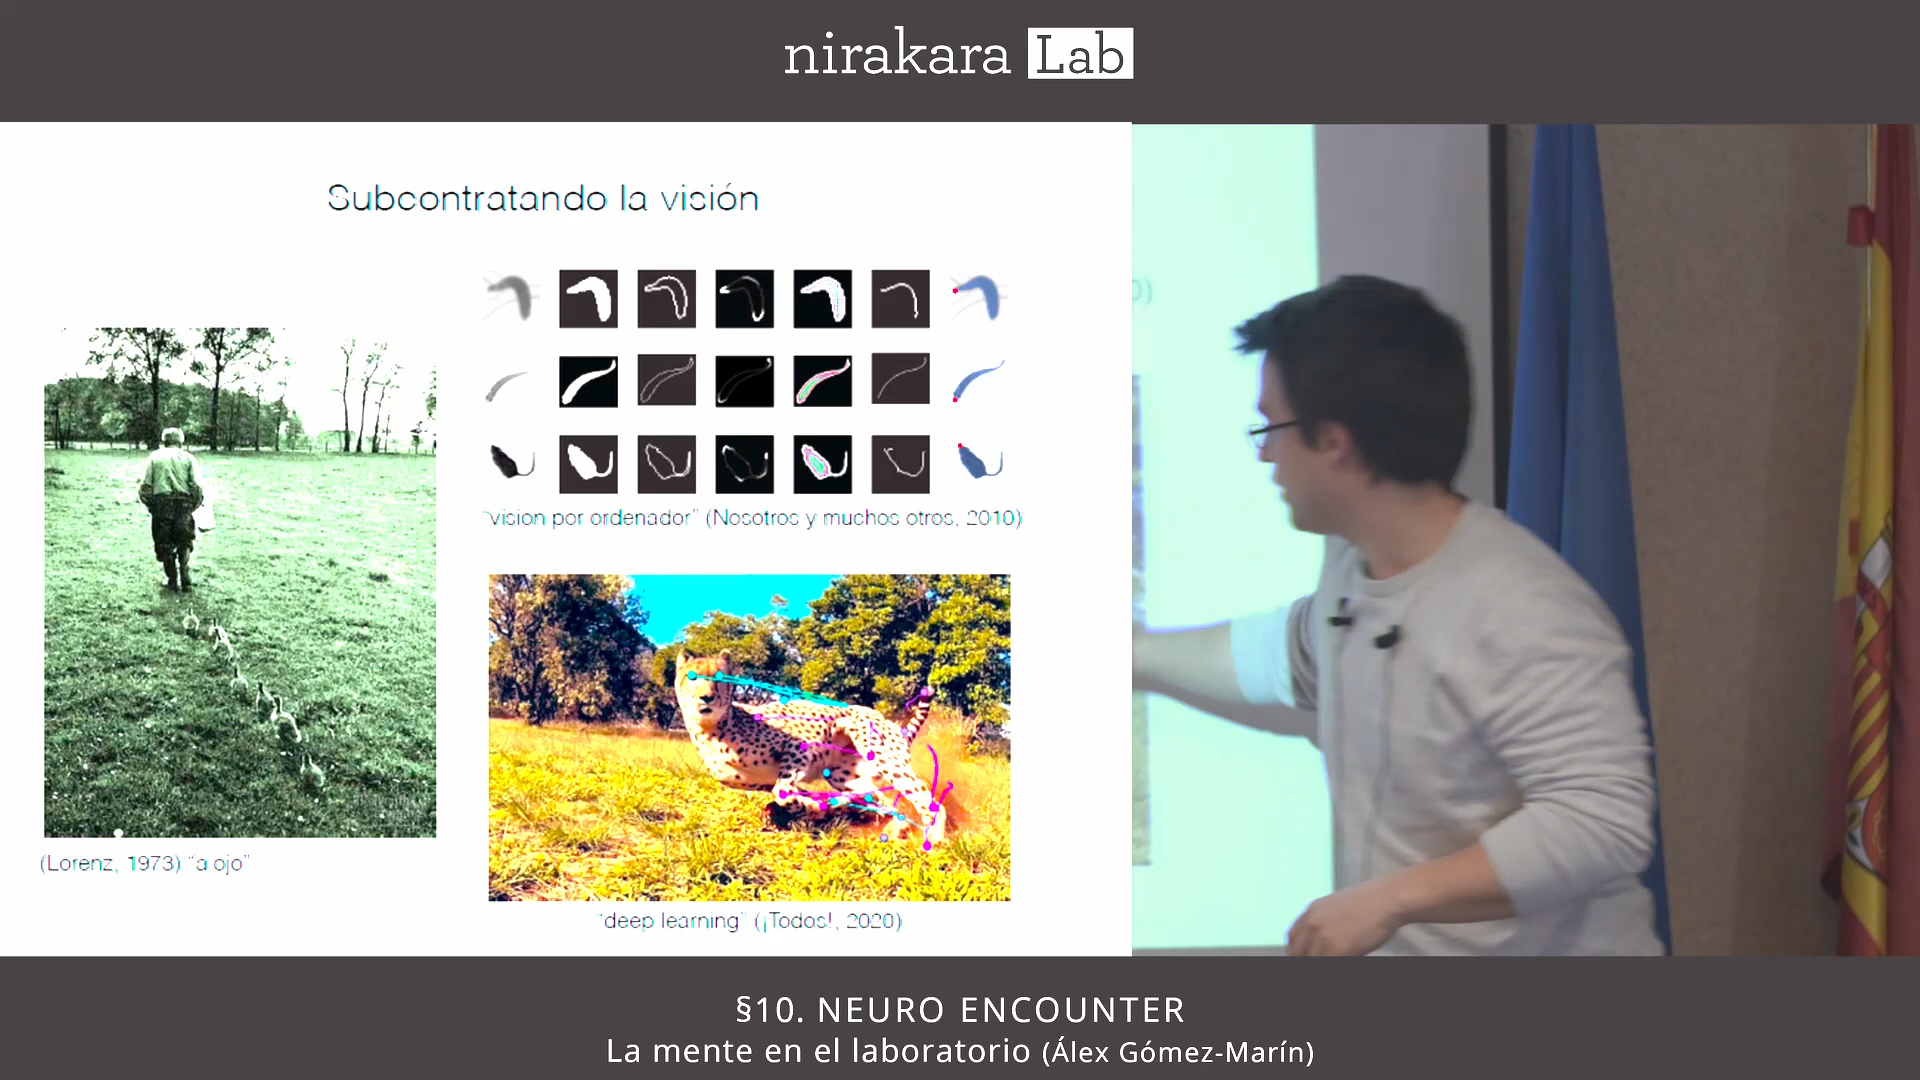 nirakara Lab
Subcontratando la visión
"vision por ordenador" (Nosotros y muchos otros, 2010)
(Lorenz, 1973) "a ojo"
"deep learning" (¡Todos!, 2020)
§10. NEURO ENCOUNTER
La mente en el laboratorio (Álex Gómez-Marín)